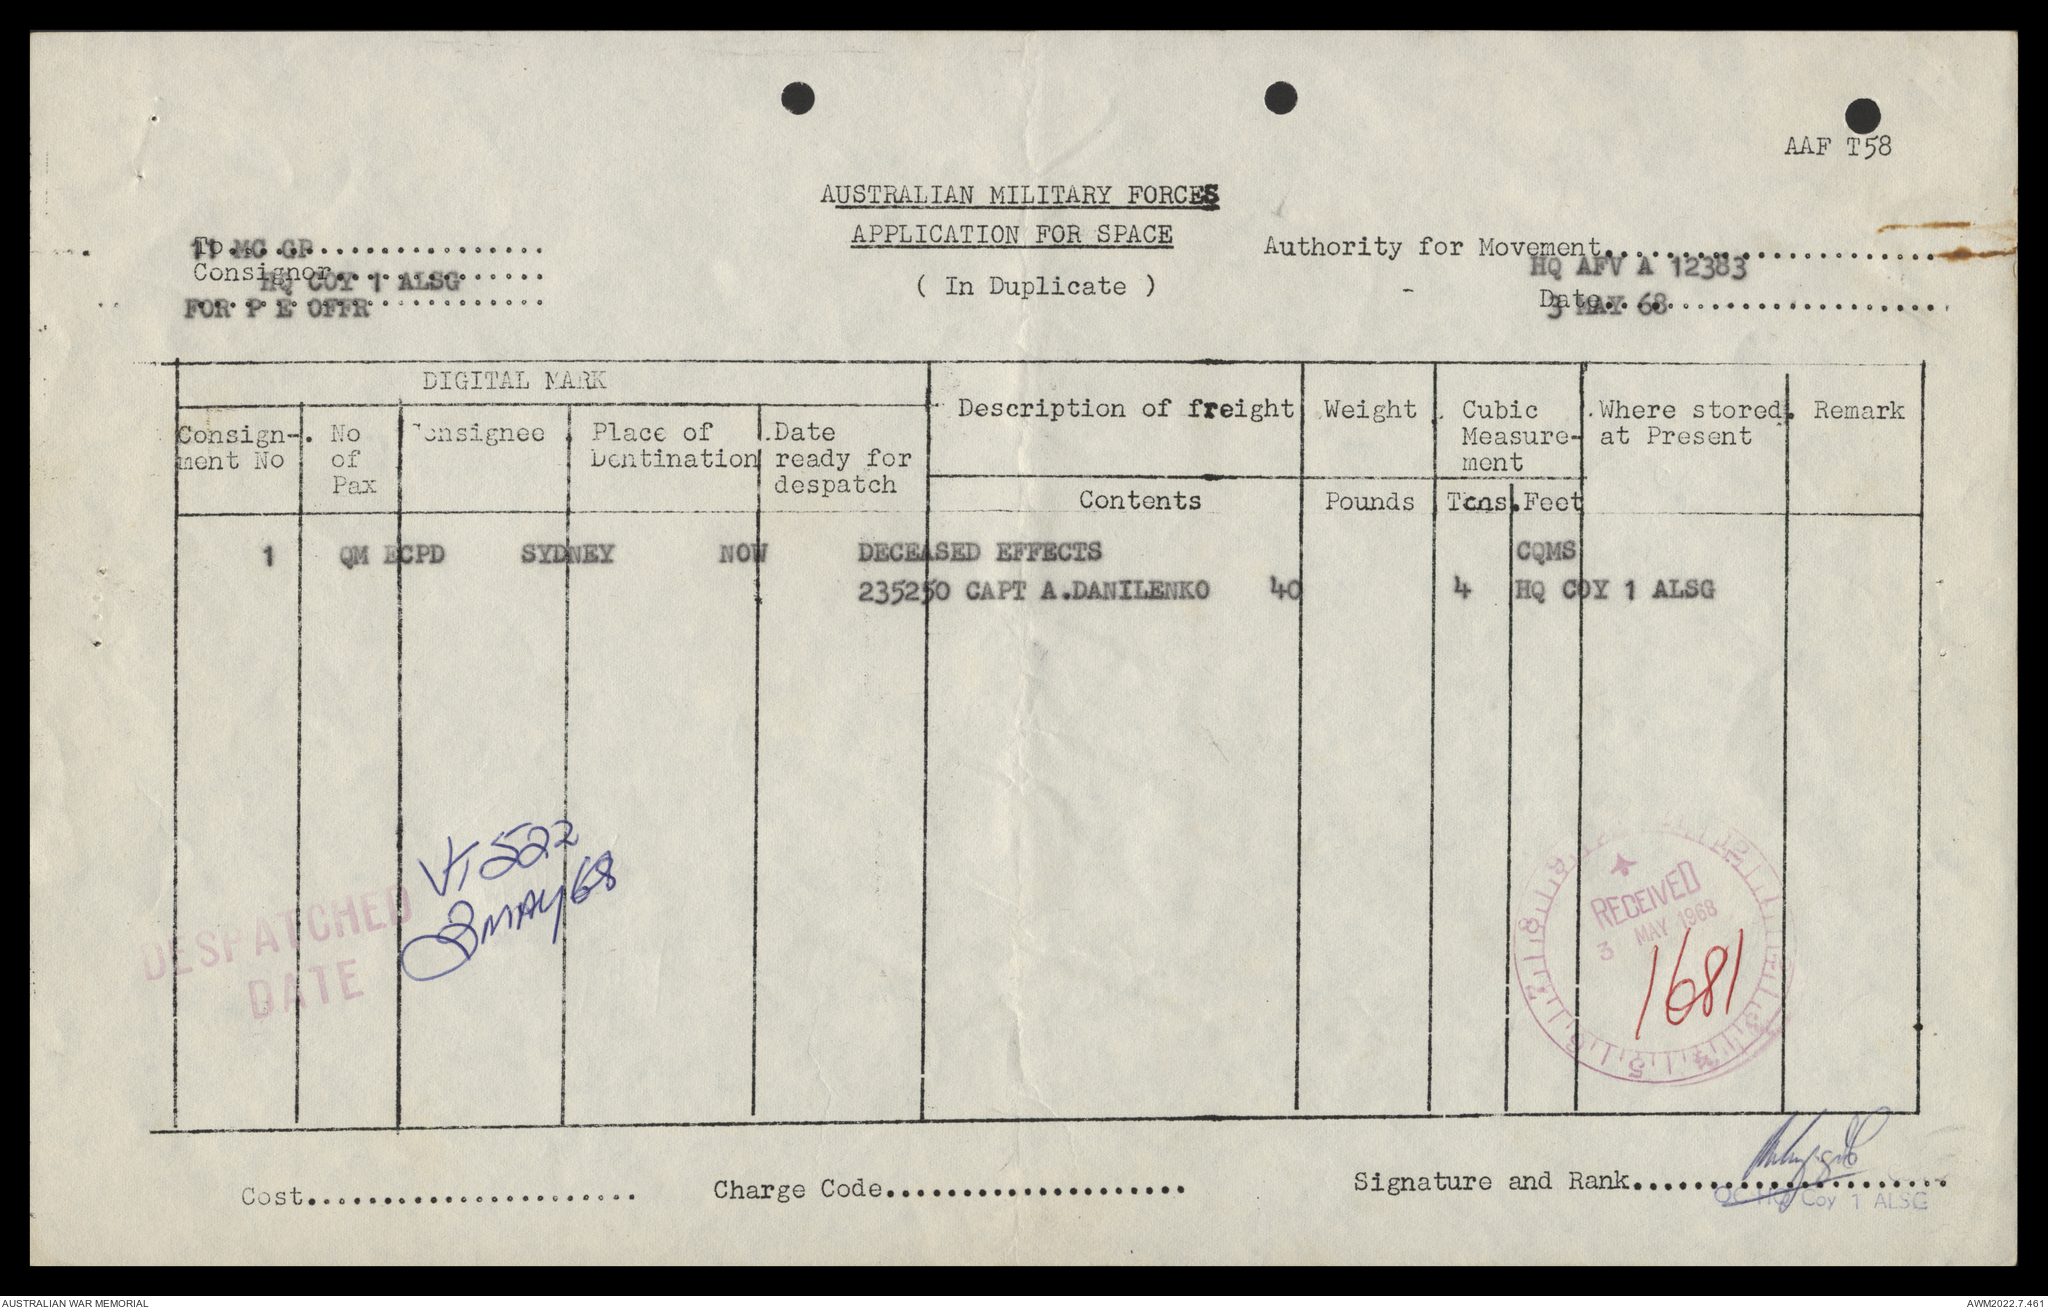 AAF T58
AUSTRALIAN MILITARY FORCES
APPLICATION FOR SPACE
( In Duplicate )
To 11 MC GP
Consignor HQ COY 1 ALSG
FOR P E OFFR
Authority for Movement HQ AFV A 12383
Date 3 MAY 68
DIGITAL MARK
Consign-
ment No
No
of
Pax
Consignee
Place of
Dentination
Date
ready for
despatch
Description of freight
Contents
Weight
Pounds
Cubic
Measure-
ment
Tons. Feet
Where stored
at Present
Remark
1 QM ECPD SYDNEY NOW DECEASED EFFECTS CQMS
235250 CAPT A.DANILENKO 40 4 HQ COY 1 ALSG
VT522
8 MAY 68
DESPATCHED
DATE
RECEIVED
3 MAY 1968
1681
Cost
Charge Code
Signature and Rank
OC HQ Coy 1 ALSG
AUSTRALIAN WAR MEMORIAL
AWM2022.7.461